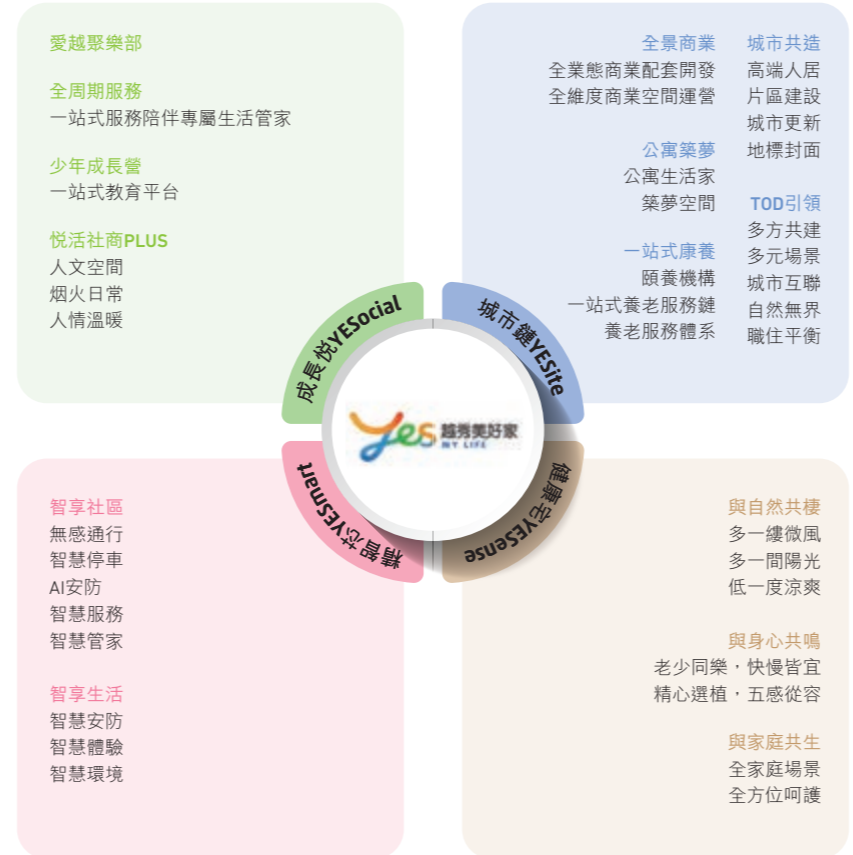 愛越聚樂部
全周期服務
一站式服務陪伴專屬生活管家
少年成長營
一站式教育平台
悦活社商PLUS
人文空間
烟火日常
人情溫暖
全景商業
全業態商業配套開發
全維度商業空間運營
公寓築夢
公寓生活家
築夢空間
一站式康養
頤養機構
一站式養老服務鏈
養老服務體系
城市共造
高端人居
片區建設
城市更新
地標封面
TOD引領
多方共建
多元場景
城市互聯
自然無界
職住平衡
成長悦YESocial
城市鏈YESite
yes 越秀美好家
MY LIFE
精智芯YESmart
健康宅YESense
智享社區
無感通行
智慧停車
AI安防
智慧服務
智慧管家
智享生活
智慧安防
智慧體驗
智慧環境
與自然共棲
多一縷微風
多一間陽光
低一度涼爽
與身心共鳴
老少同樂，快慢皆宜
精心選植，五感從容
與家庭共生
全家庭場景
全方位呵護